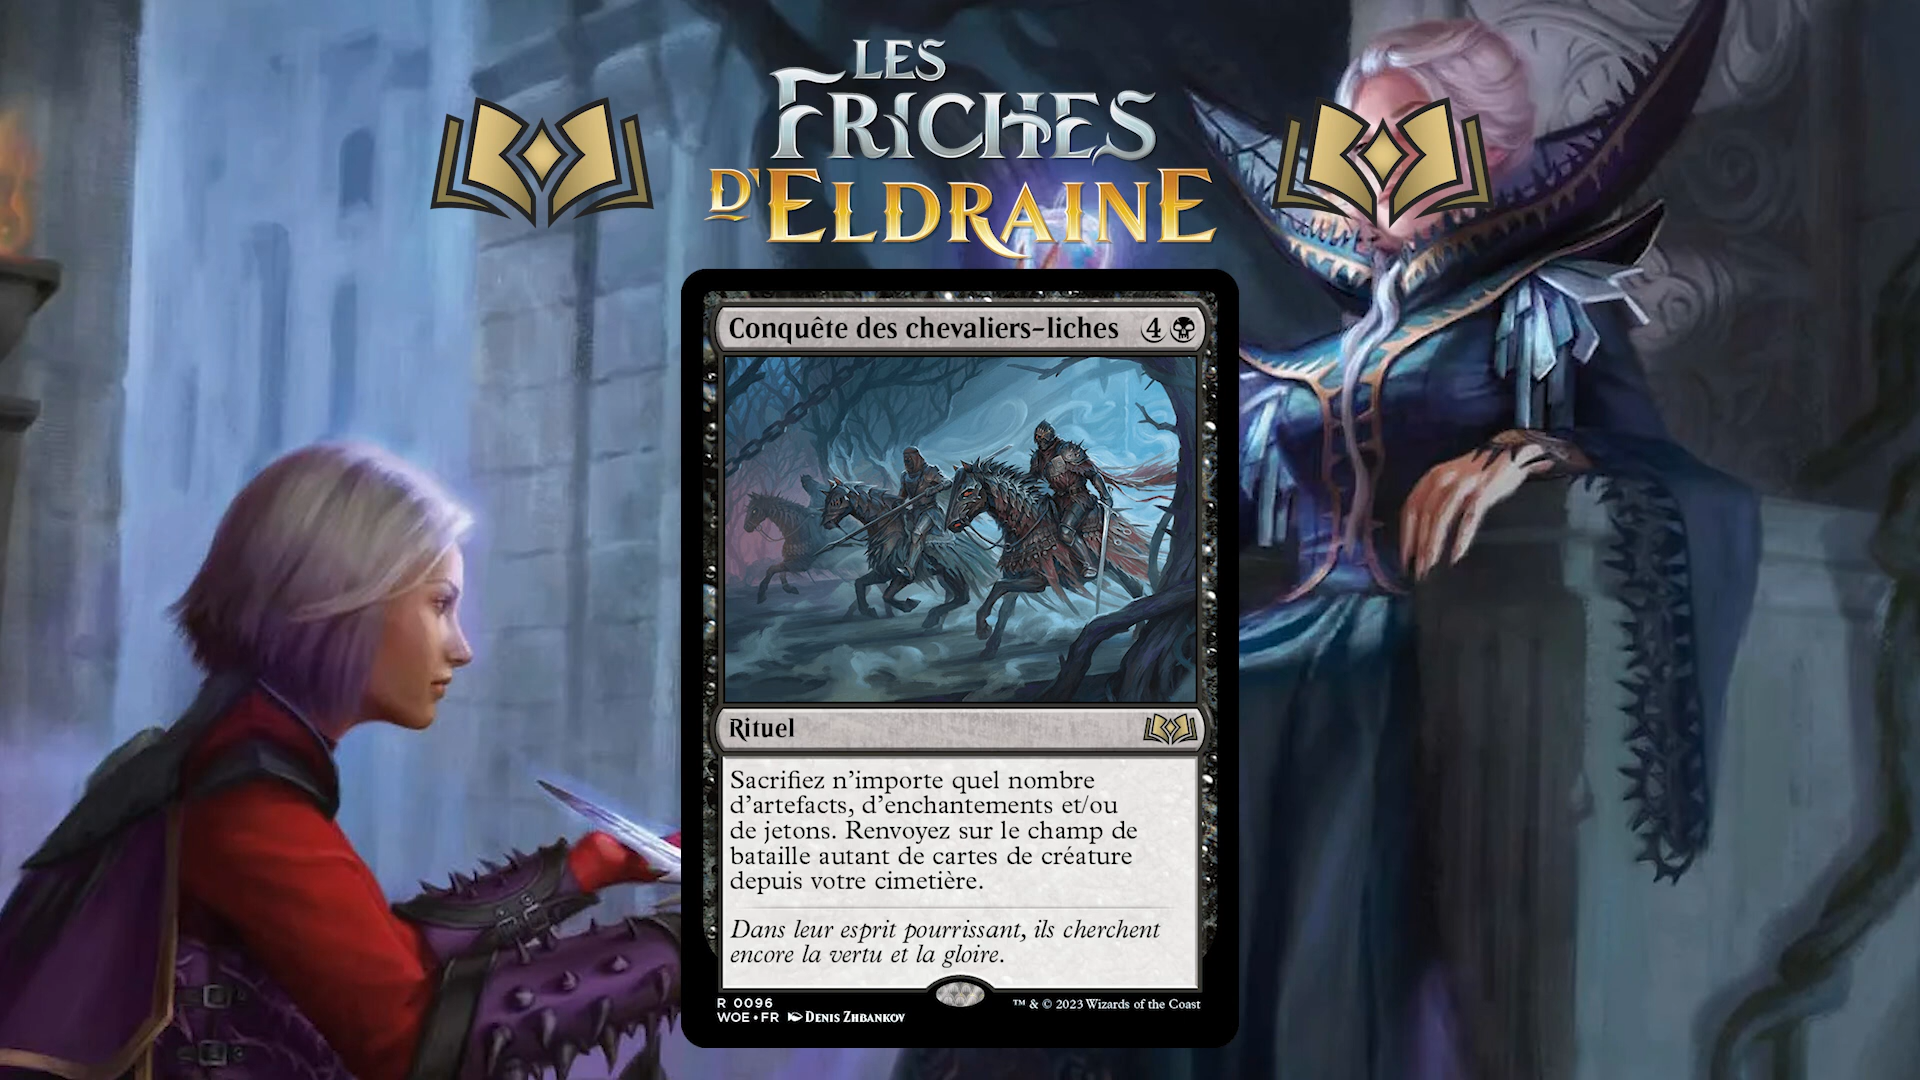 LES
FRICHES
D'ELDRAINE
Conquête des chevaliers-liches 4
Rituel
Sacrifiez n'importe quel nombre
d'artefacts, d'enchantements et/ou
de jetons. Renvoyez sur le champ de
bataille autant de cartes de créature
depuis votre cimetière.
Dans leur esprit pourrissant, ils cherchent
encore la vertu et la gloire.
R 0096 ™ & © 2023 Wizards of the Coast
WOE • FR Denis Zhbankov